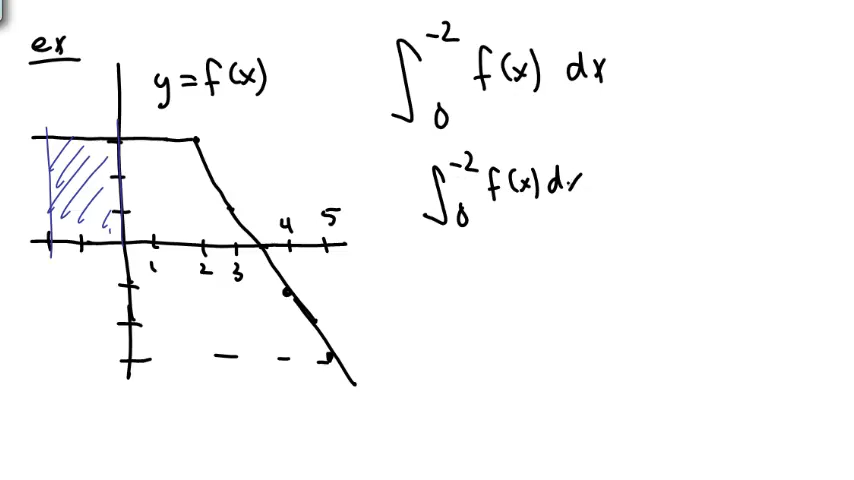 ex
y = f(x)
∫₀⁻² f(x) dx
∫₀⁻² f(x) dx
1 2 3 4 5